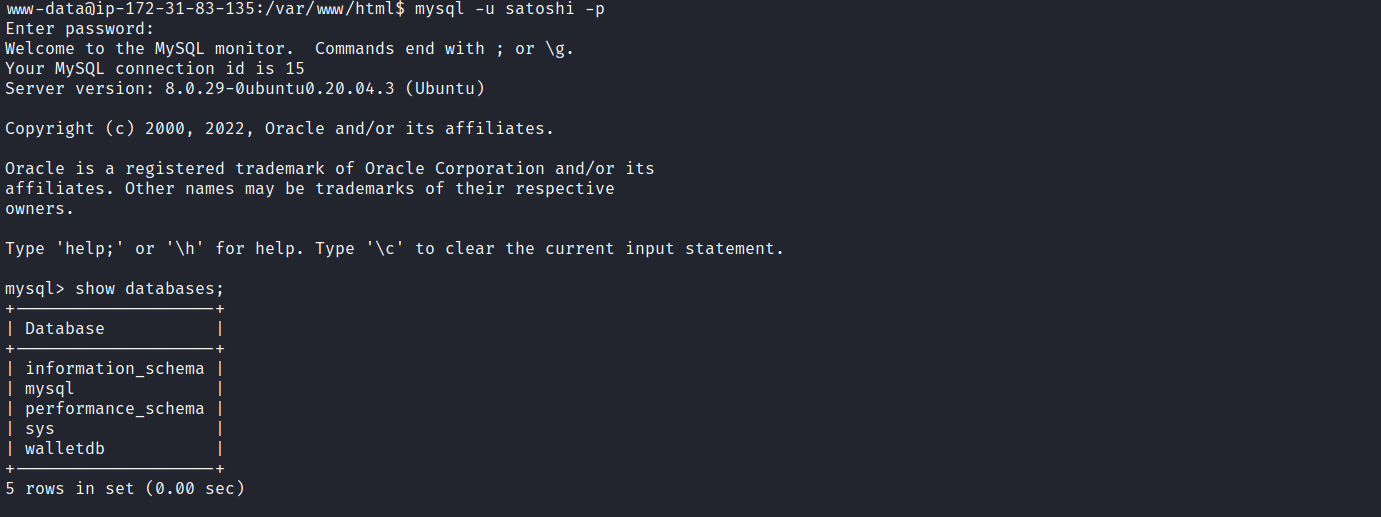 www-data@ip-172-31-83-135:/var/www/html$ mysql -u satoshi -p
Enter password:
Welcome to the MySQL monitor.  Commands end with ; or \g.
Your MySQL connection id is 15
Server version: 8.0.29-0ubuntu0.20.04.3 (Ubuntu)

Copyright (c) 2000, 2022, Oracle and/or its affiliates.

Oracle is a registered trademark of Oracle Corporation and/or its
affiliates. Other names may be trademarks of their respective
owners.

Type 'help;' or '\h' for help. Type '\c' to clear the current input statement.

mysql> show databases;
+--------------------+
| Database           |
+--------------------+
| information_schema |
| mysql              |
| performance_schema |
| sys                |
| walletdb           |
+--------------------+
5 rows in set (0.00 sec)